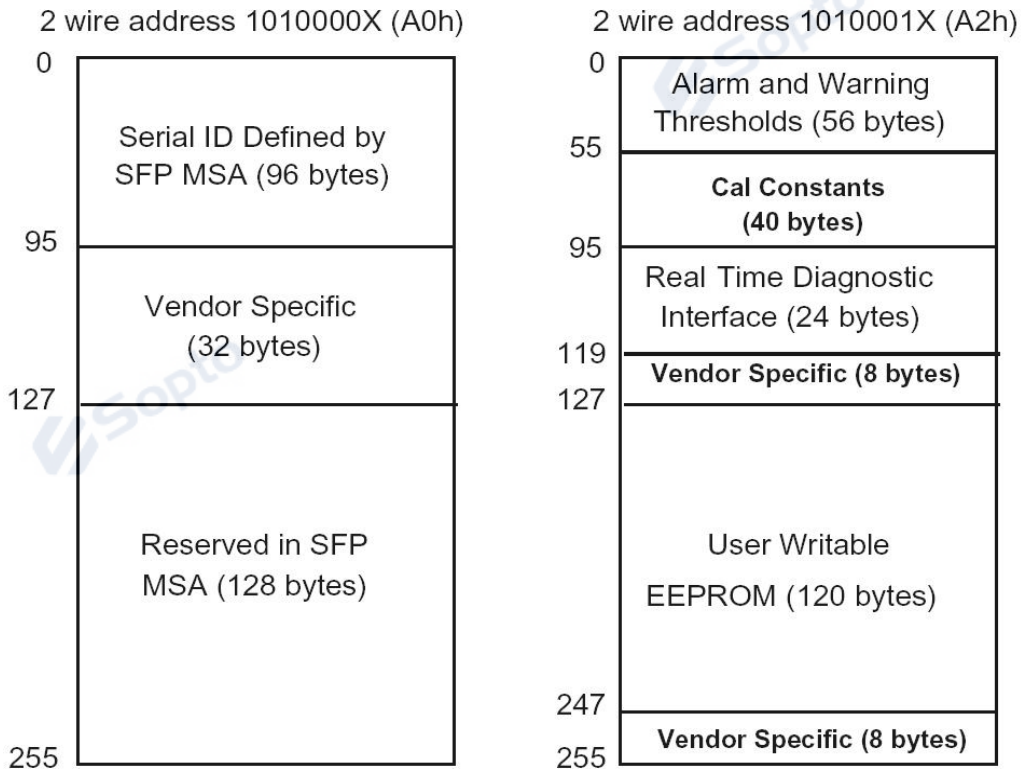 2 wire address 1010000X (A0h)
0
Serial ID Defined by
SFP MSA (96 bytes)
95
Vendor Specific
(32 bytes)
127
Reserved in SFP
MSA (128 bytes)
255
2 wire address 1010001X (A2h)
0
Alarm and Warning
Thresholds (56 bytes)
55
Cal Constants
(40 bytes)
95
Real Time Diagnostic
Interface (24 bytes)
119
Vendor Specific (8 bytes)
127
User Writable
EEPROM (120 bytes)
247
Vendor Specific (8 bytes)
255
Sopto
Sopto